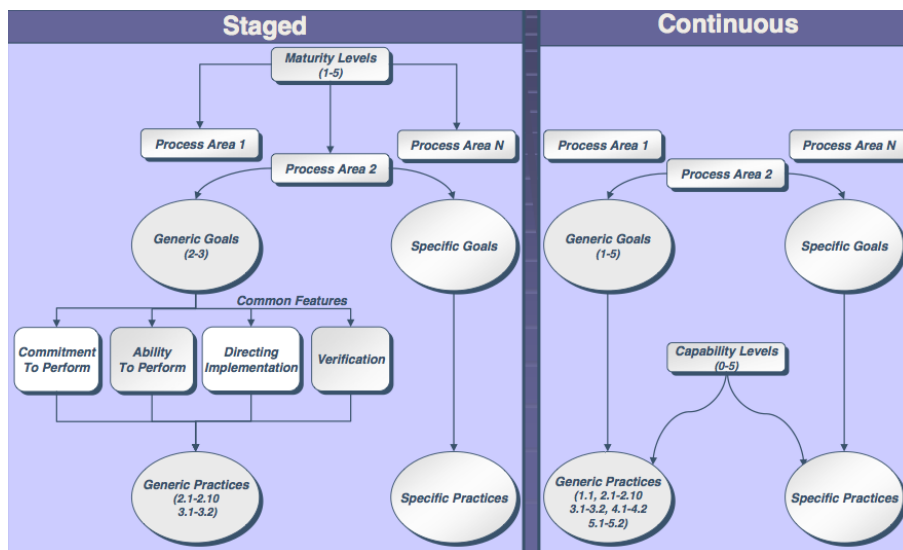 Staged
Maturity Levels
(1-5)
Process Area 1
Process Area N
Process Area 2
Generic Goals
(2-3)
Specific Goals
Common Features
Commitment
To Perform
Ability
To Perform
Directing
Implementation
Verification
Generic Practices
(2.1-2.10
3.1-3.2)
Specific Practices
Continuous
Process Area 1
Process Area N
Process Area 2
Generic Goals
(1-5)
Specific Goals
Capability Levels
(0-5)
Generic Practices
(1.1, 2.1-2.10
3.1-3.2, 4.1-4.2
5.1-5.2)
Specific Practices